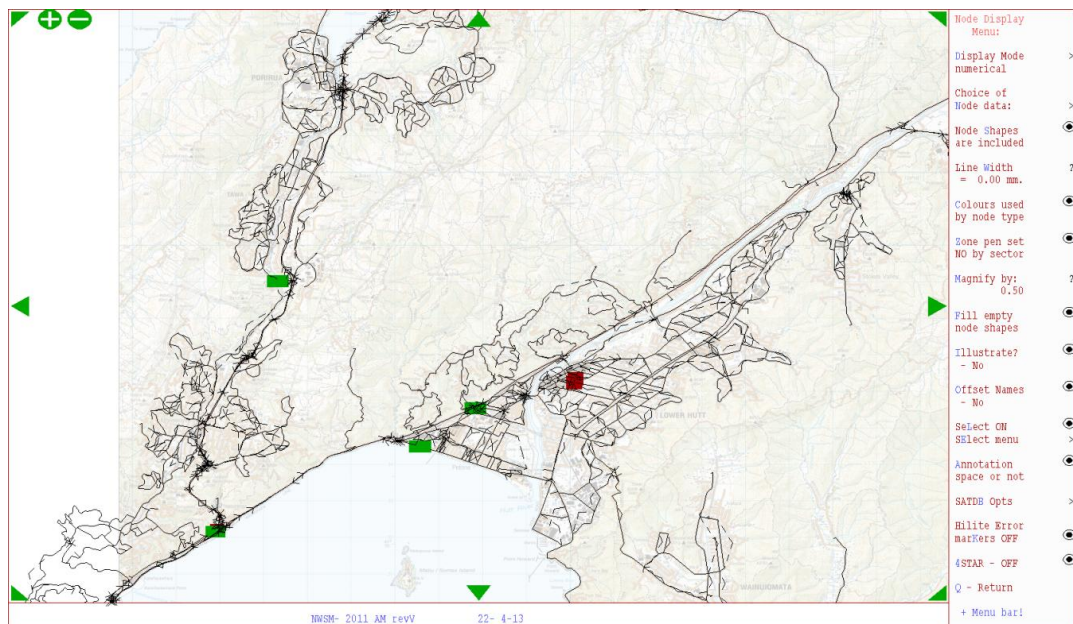 Node Display
Menu:
Display Mode >
numerical
Choice of
Node data: >
Node Shapes
are included
Line Width ?
= 0.00 mm.
Colours used
by node type
Zone pen set
NO by sector
Magnify by: ?
0.50
Fill empty
node shapes
Illustrate?
- No
Offset Names
- No
SeLect ON
SElect menu >
Annotation
space or not
SATDB Opts >
Hilite Error
marKers OFF
4STAR - OFF
Q - Return
+ Menu bar!
PORIRUA
LOWER HUTT
WAINUIOMATA
NWSM- 2011 AM revV 22- 4-13